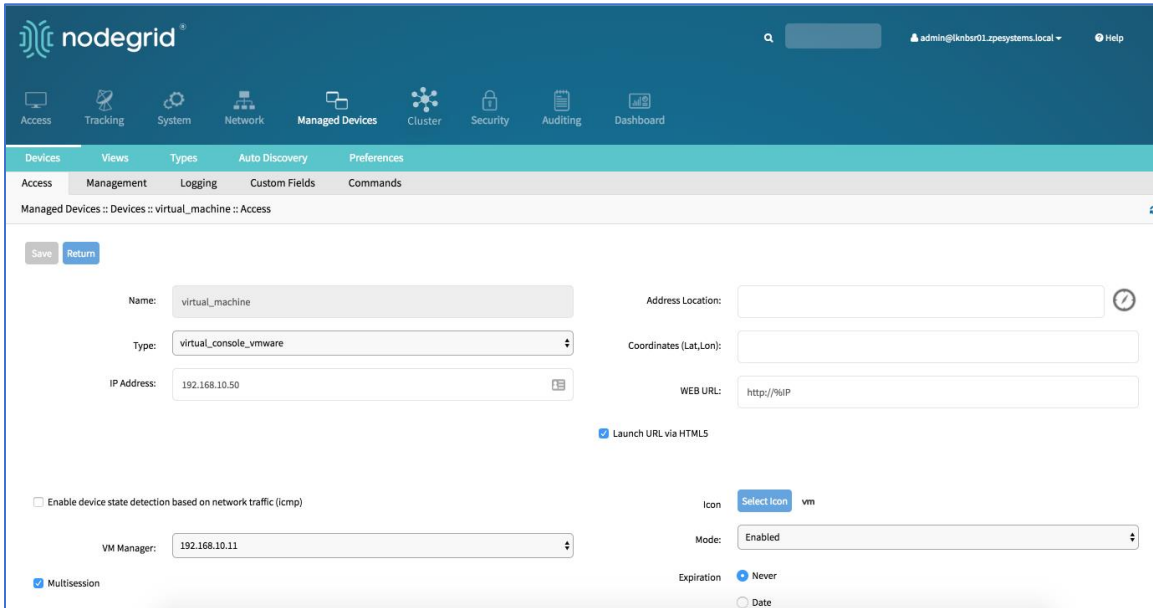 nodegrid®
admin@lknbsr01.zpesystems.local
Help
Access Tracking System Network Managed Devices Cluster Security Auditing Dashboard
Devices Views Types Auto Discovery Preferences
Access Management Logging Custom Fields Commands
Managed Devices :: Devices :: virtual_machine :: Access
Save Return
Name: virtual_machine
Address Location:
Type: virtual_console_vmware
Coordinates (Lat,Lon):
IP Address: 192.168.10.50
WEB URL: http://%IP
Launch URL via HTML5
Enable device state detection based on network traffic (icmp)
Icon Select Icon vm
VM Manager: 192.168.10.11
Mode: Enabled
Multisession
Expiration Never
Date